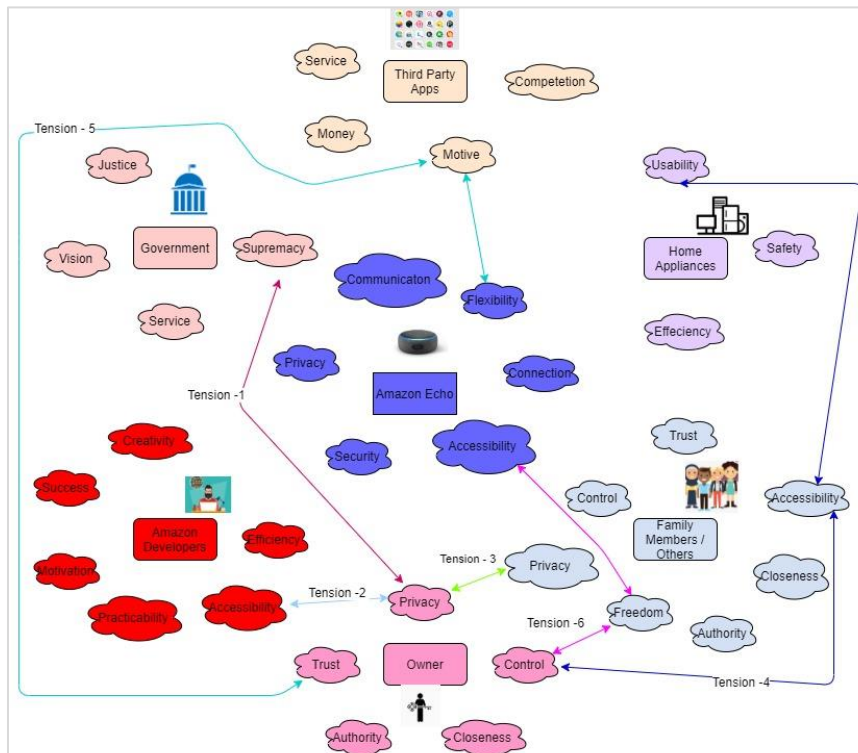 Service
Third Party
Apps
Competetion
Money
Tension - 5
Motive
Justice
Usability
Government
Supremacy
Vision
Home
Appliances
Safety
Communicaton
Flexibility
Service
Effeciency
Privacy
Connection
Amazon Echo
Tension -1
Creativity
Accessibility
Trust
Security
Success
Control
Accessibility
Amazon
Developers
Efficiency
Family
Members /
Others
Motivation
Tension - 3
Privacy
Closeness
Tension -2
Accessibility
Privacy
Practicability
Freedom
Tension -6
Authority
Trust
Owner
Control
Tension -4
Authority
Closeness